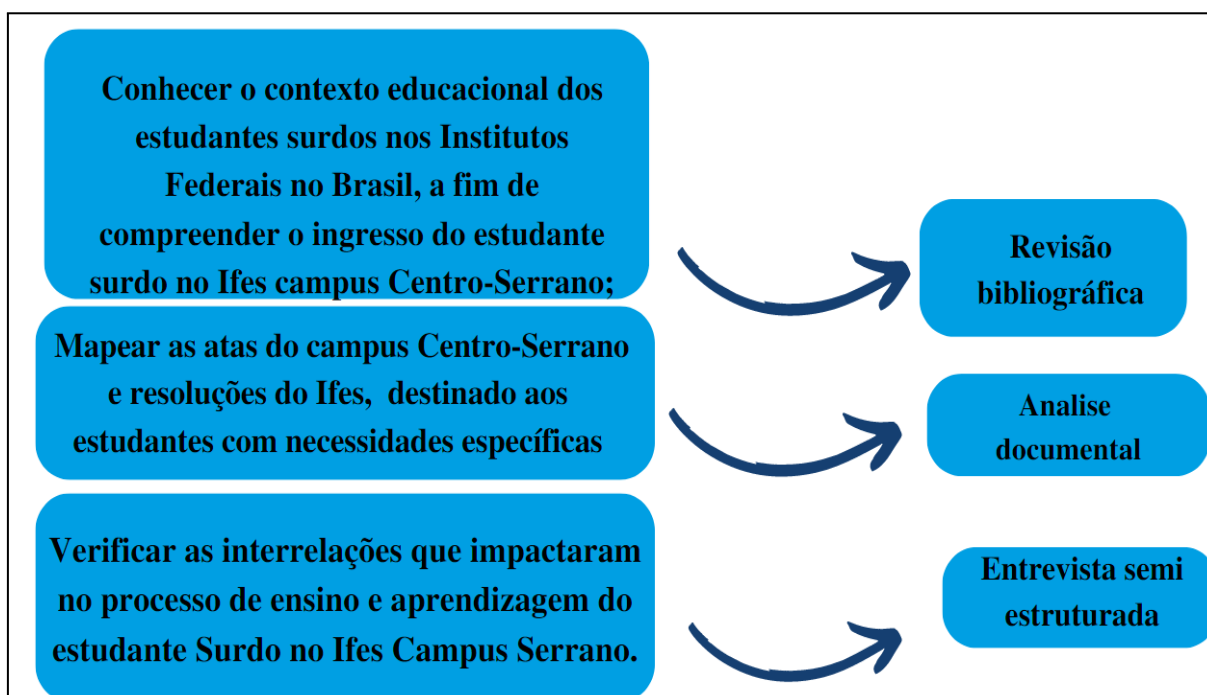 Conhecer o contexto educacional dos
estudantes surdos nos Institutos
Federais no Brasil, a fim de
compreender o ingresso do estudante
surdo no Ifes campus Centro-Serrano;
Revisão
bibliográfica
Mapear as atas do campus Centro-Serrano
e resoluções do Ifes, destinado aos
estudantes com necessidades específicas
Analise
documental
Verificar as interrelações que impactaram
no processo de ensino e aprendizagem do
estudante Surdo no Ifes Campus Serrano.
Entrevista semi
estruturada